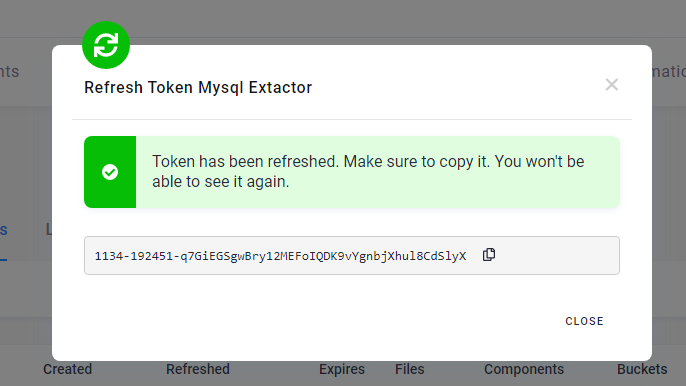 nts
Refresh Token Mysql Extactor
matio
Token has been refreshed. Make sure to copy it. You won't be
able to see it again.
s
L
1134-192451-q7GiEGSgwBry12MEFoIQDK9vYgnbjXhul8CdSlyX
CLOSE
Created Refreshed Expires Files Components Buckets